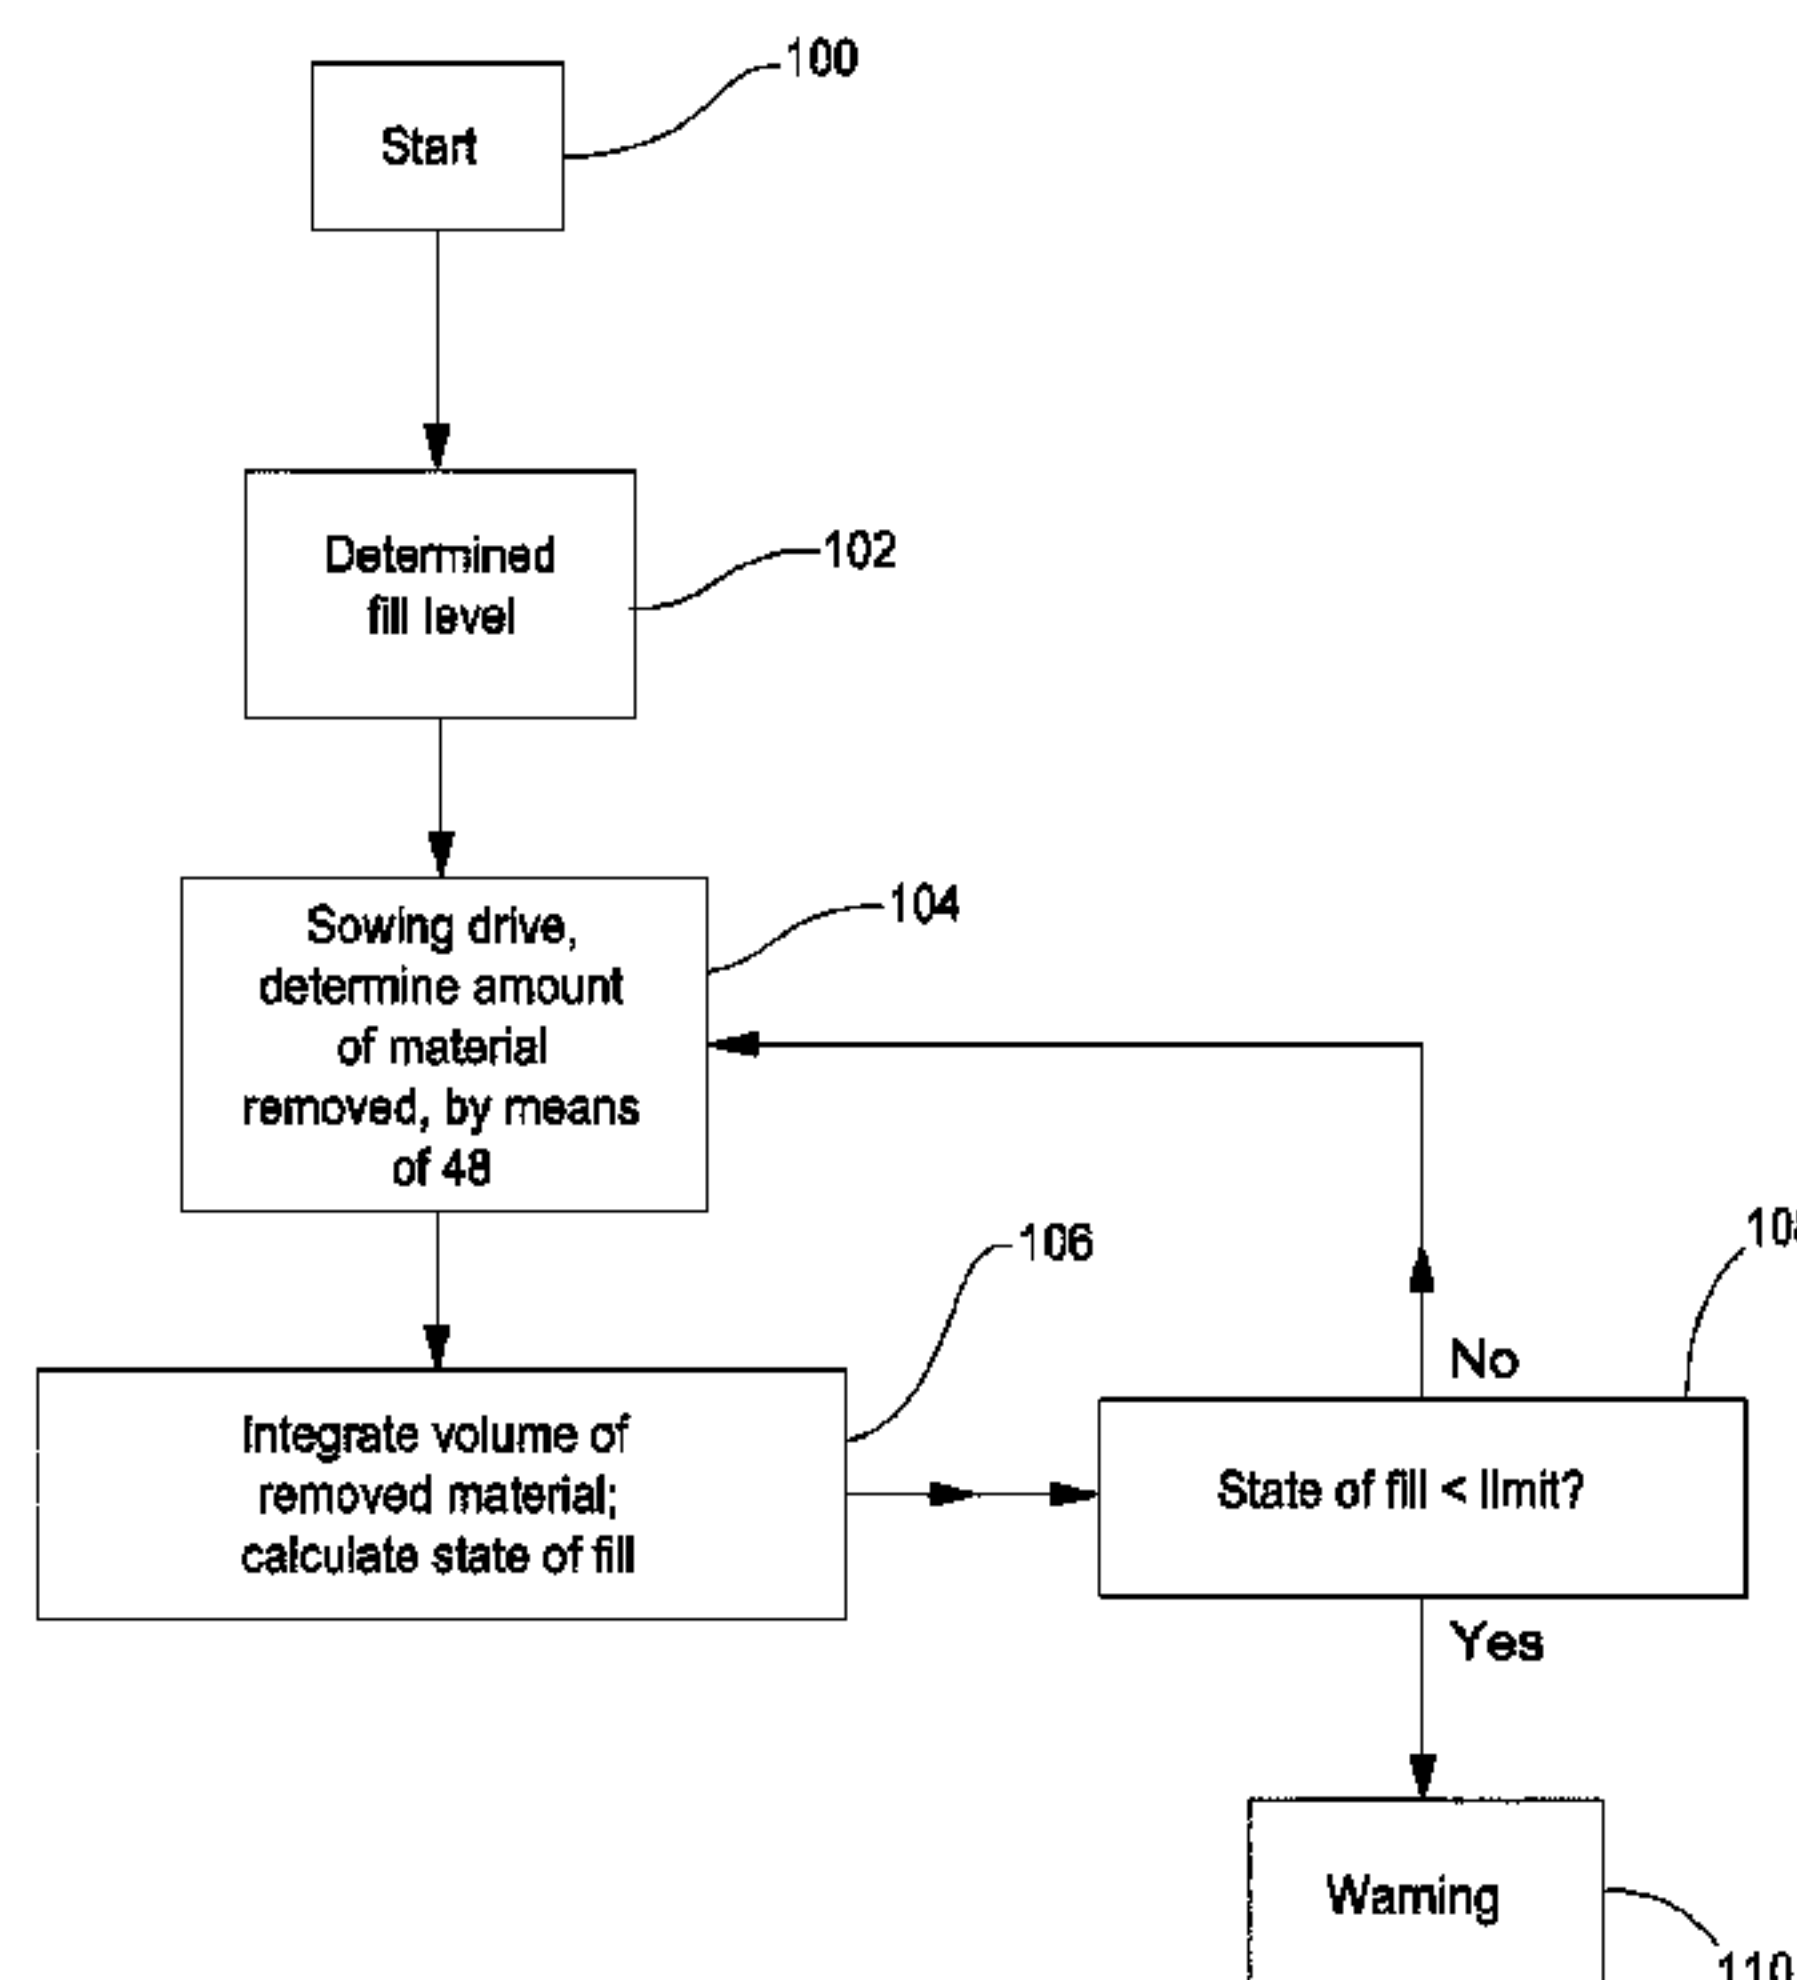 100
Start
102
Determined
fill level
104
Sowing drive,
determine amount
of material
removed, by means
of 48
106
Integrate volume of
removed material;
calculate state of fill
No
State of fill < limit?
Yes
Warning
110